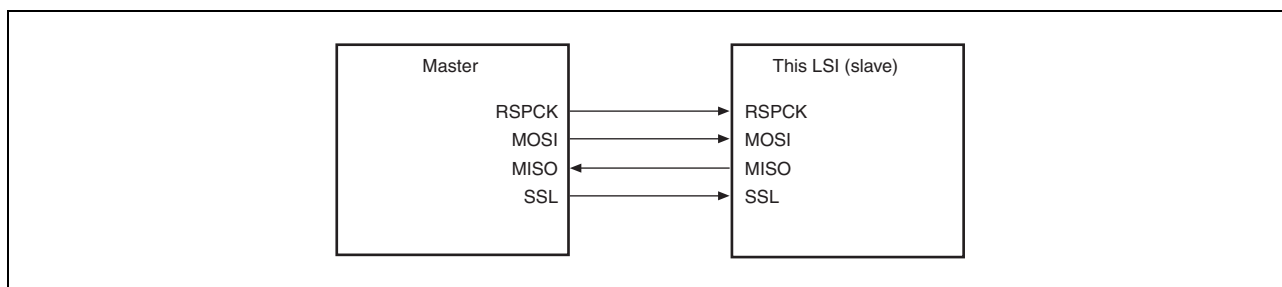 Master
This LSI (slave)
RSPCK
RSPCK
MOSI
MOSI
MISO
MISO
SSL
SSL